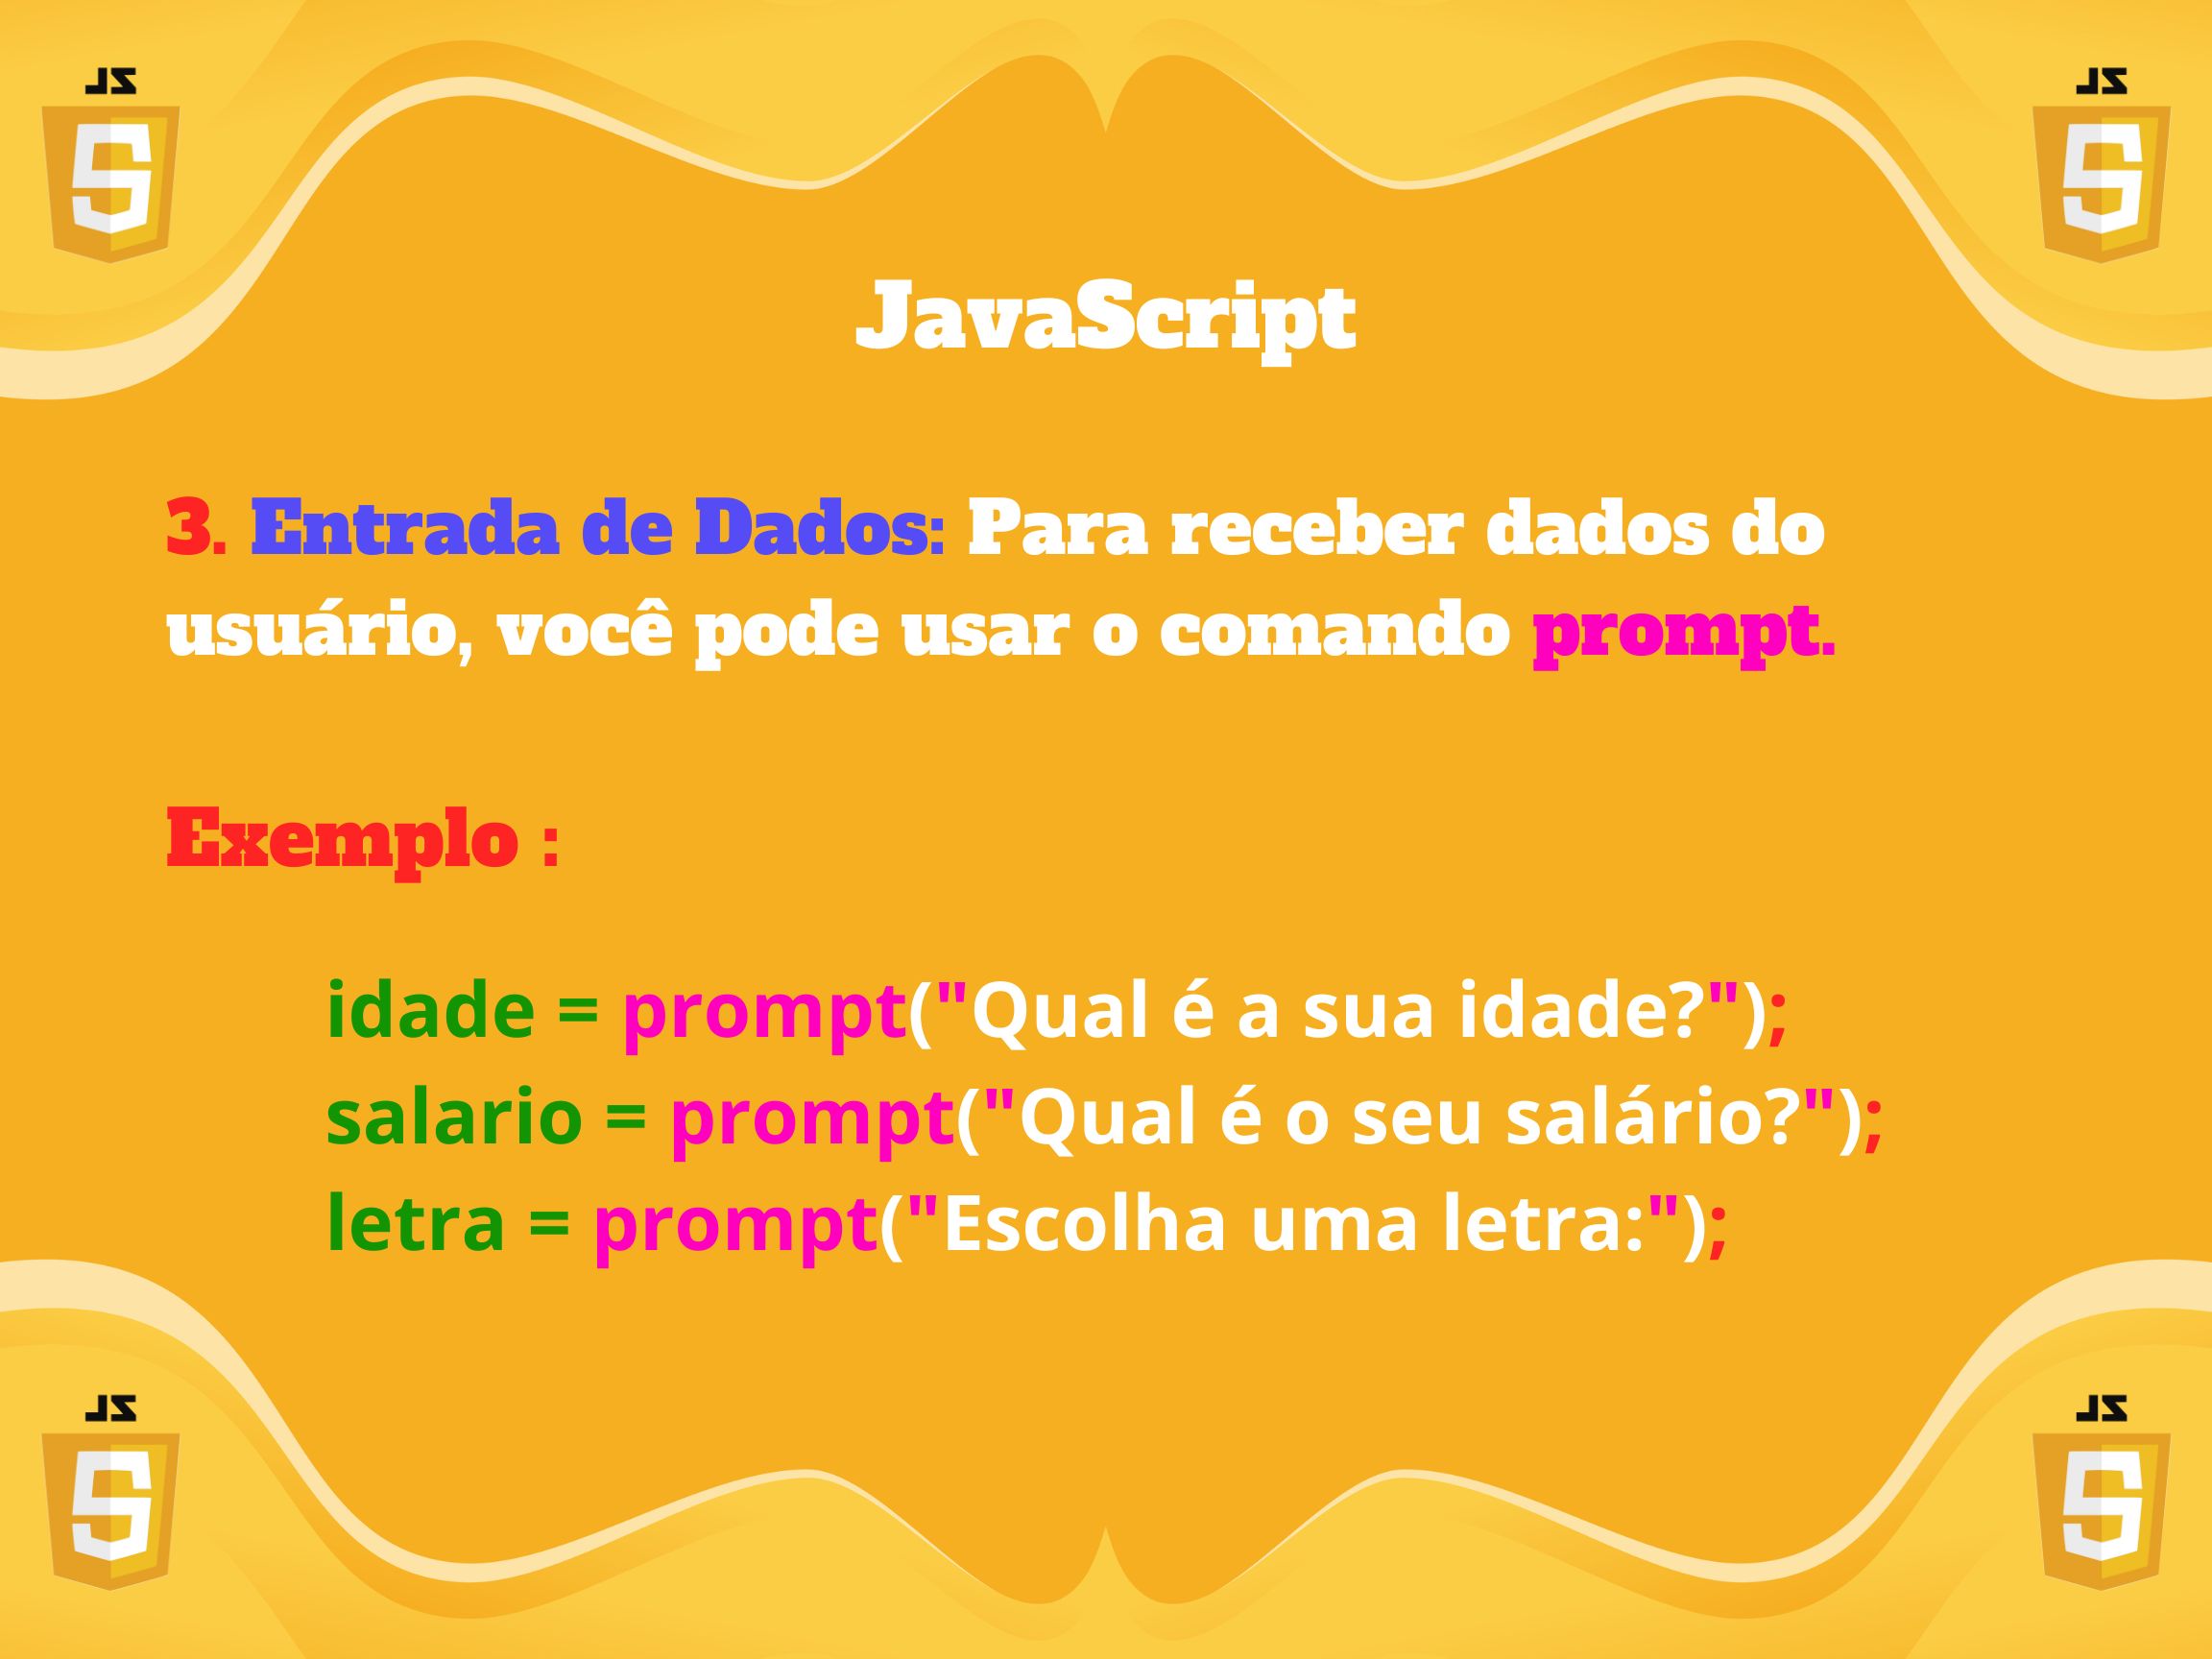 JS JS
JavaScript
3. Entrada de Dados: Para receber dados do
usuário, você pode usar o comando prompt.
Exemplo :
idade = prompt("Qual é a sua idade?");
salario = prompt("Qual é o seu salário?");
letra = prompt("Escolha uma letra:");
JS JS